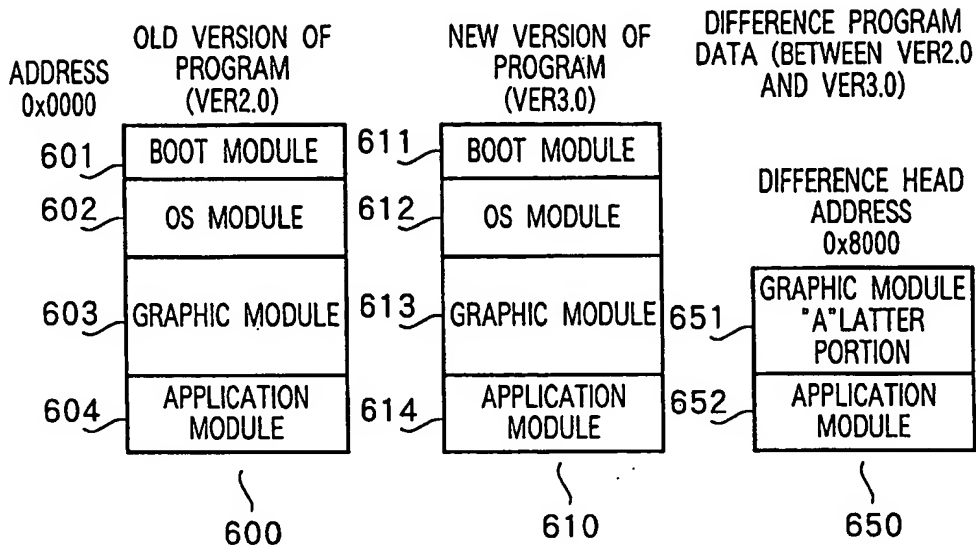 ADDRESS
0x0000
OLD VERSION OF
PROGRAM
(VER2.0)
601
BOOT MODULE
602
OS MODULE
603
GRAPHIC MODULE
604
APPLICATION
MODULE
600
NEW VERSION OF
PROGRAM
(VER3.0)
611
BOOT MODULE
612
OS MODULE
613
GRAPHIC MODULE
614
APPLICATION
MODULE
610
DIFFERENCE PROGRAM
DATA (BETWEEN VER2.0
AND VER3.0)
DIFFERENCE HEAD
ADDRESS
0x8000
651
GRAPHIC MODULE
"A"LATTER
PORTION
652
APPLICATION
MODULE
650